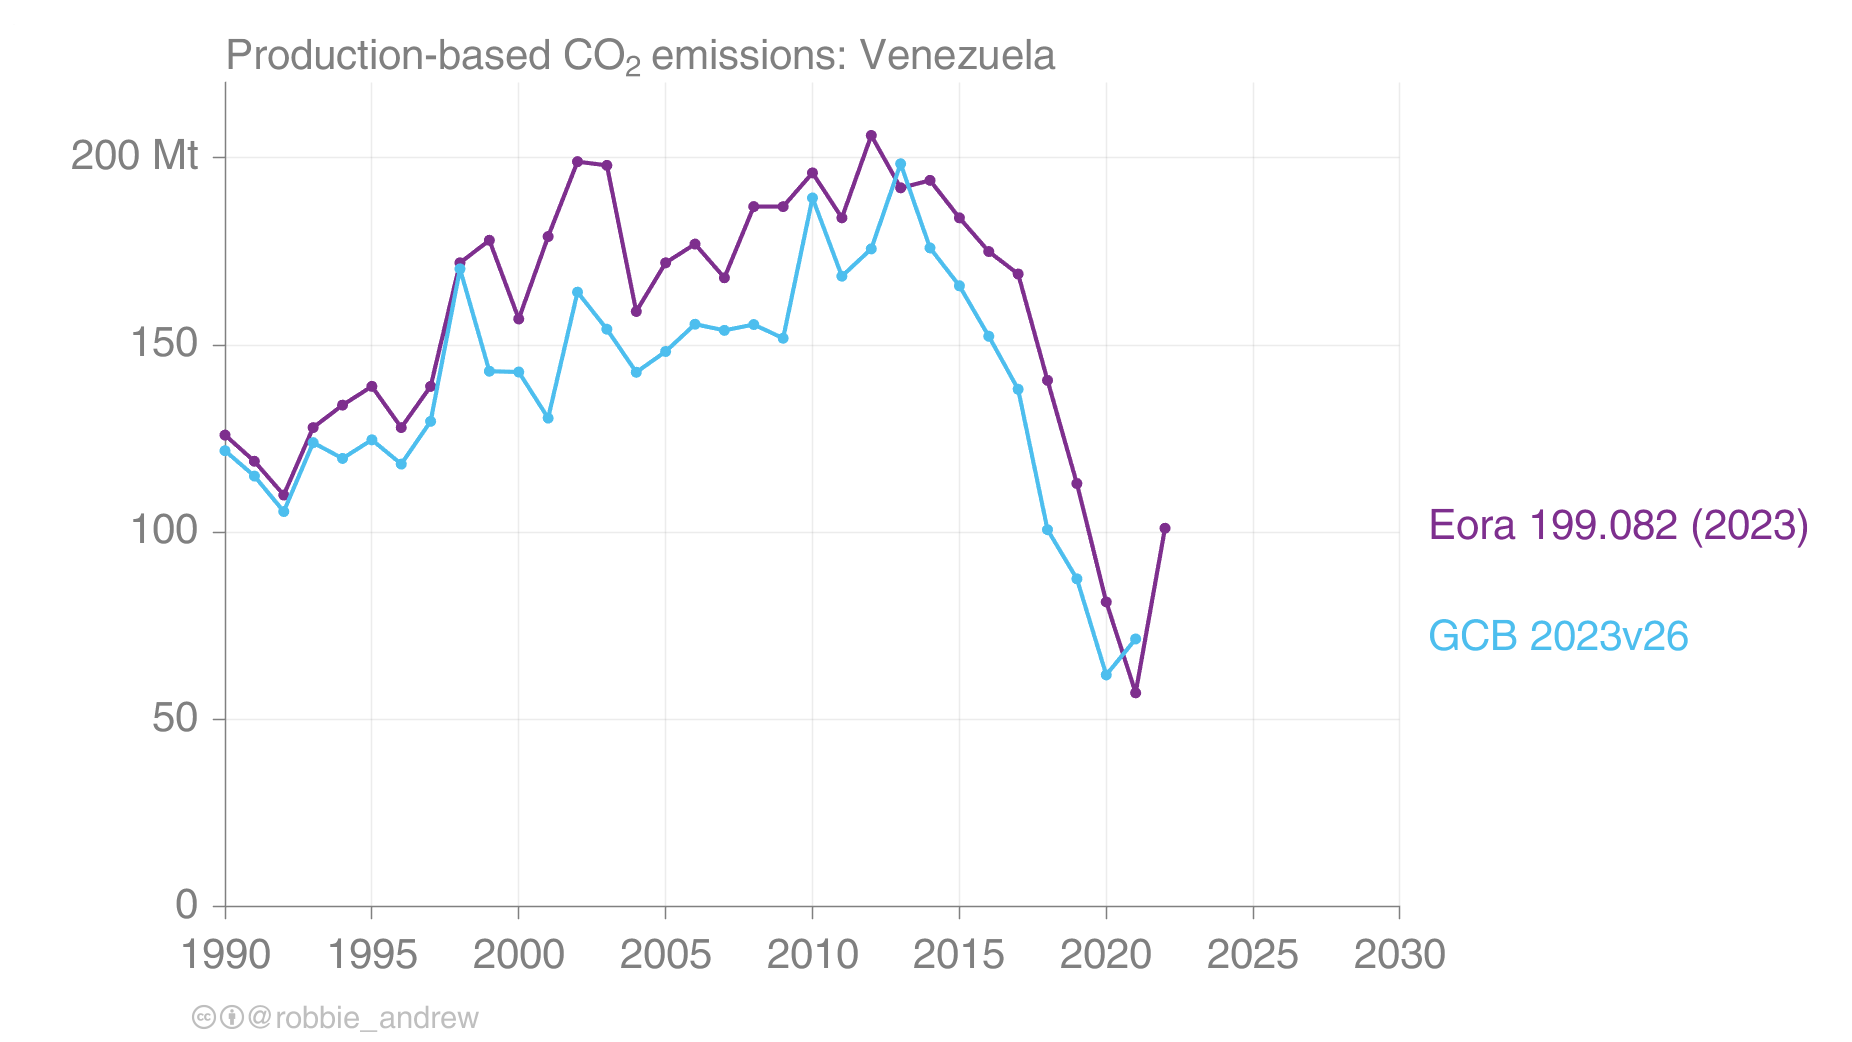 Production-based CO₂ emissions: Venezuela
200 Mt
150
100
50
0
1990 1995 2000 2005 2010 2015 2020 2025 2030
Eora 199.082 (2023)
GCB 2023v26
cc @robbie_andrew